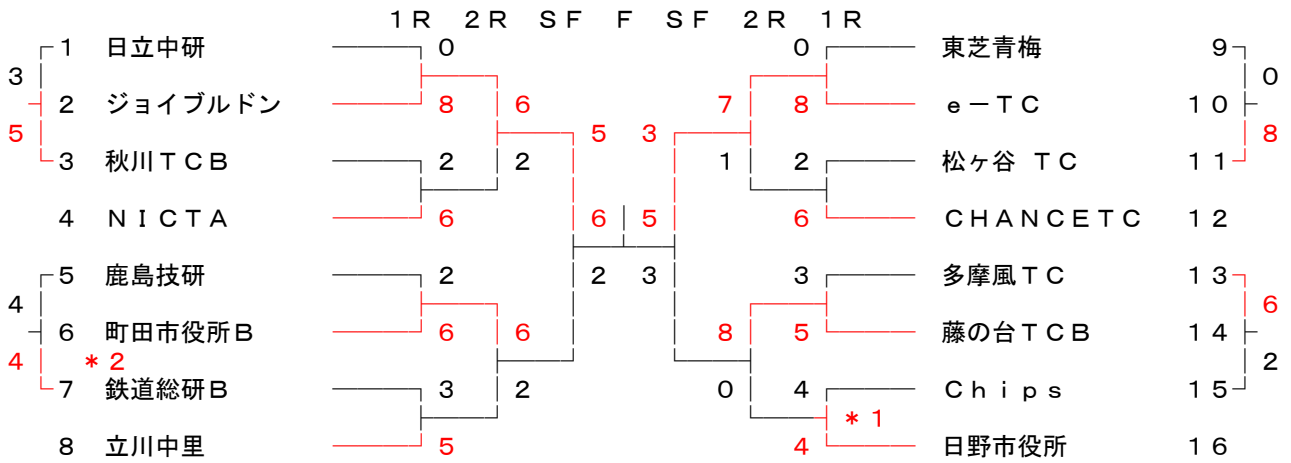 １Ｒ ２Ｒ ＳＦ Ｆ ＳＦ ２Ｒ １Ｒ
1 日立中研 0 0 東芝青梅 9
3 0
2 ジョイブルドン 8 6 7 8 ｅ－ＴＣ １０
5 5 3 8
3 秋川ＴＣＢ 2 2 1 2 松ヶ谷 ＴＣ １１
4 ＮＩＣＴＡ 6 6 5 6 ＣＨＡＮＣＥＴＣ １２
5 鹿島技研 2 2 3 3 多摩風ＴＣ １３
4 6
6 町田市役所Ｂ 6 6 8 5 藤の台ＴＣＢ １４
4 ＊２ 2
7 鉄道総研Ｂ 3 2 0 4 Ｃｈｉｐｓ １５
＊１
8 立川中里 5 4 日野市役所 １６